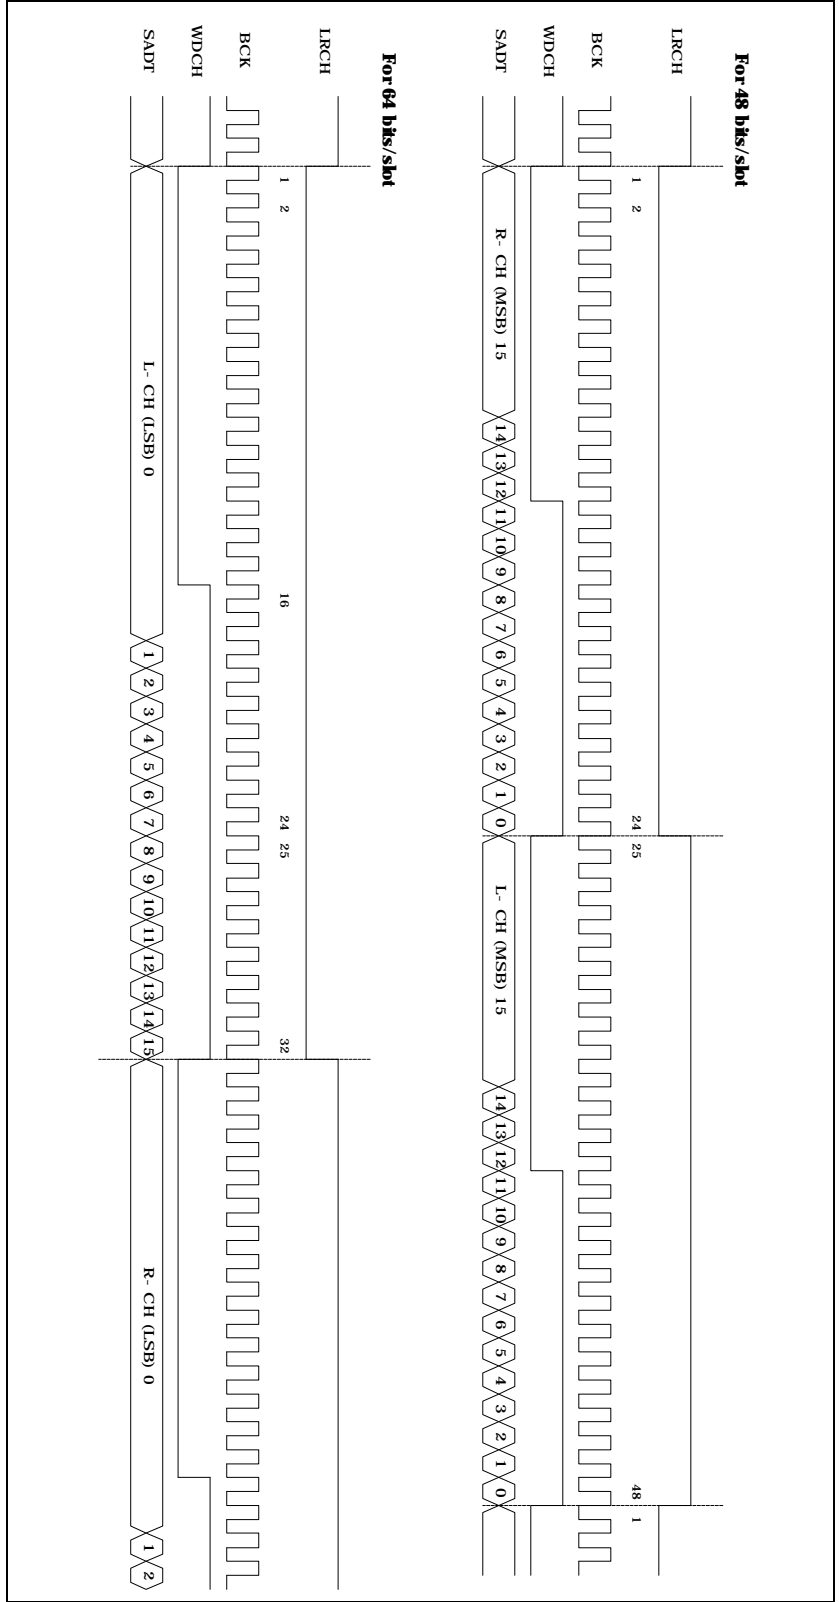 For 48 bits/slot
LRCH
1 2 24 25 48 1
BCK
WDCH
SADT R- CH (MSB) 15 14 13 12 11 10 9 8 7 6 5 4 3 2 1 0 L- CH (MSB) 15 14 13 12 11 10 9 8 7 6 5 4 3 2 1 0
For 64 bits/slot
LRCH
1 2 16 24 25 32
BCK
WDCH
SADT L- CH (LSB) 0 1 2 3 4 5 6 7 8 9 10 11 12 13 14 15 R- CH (LSB) 0 1 2